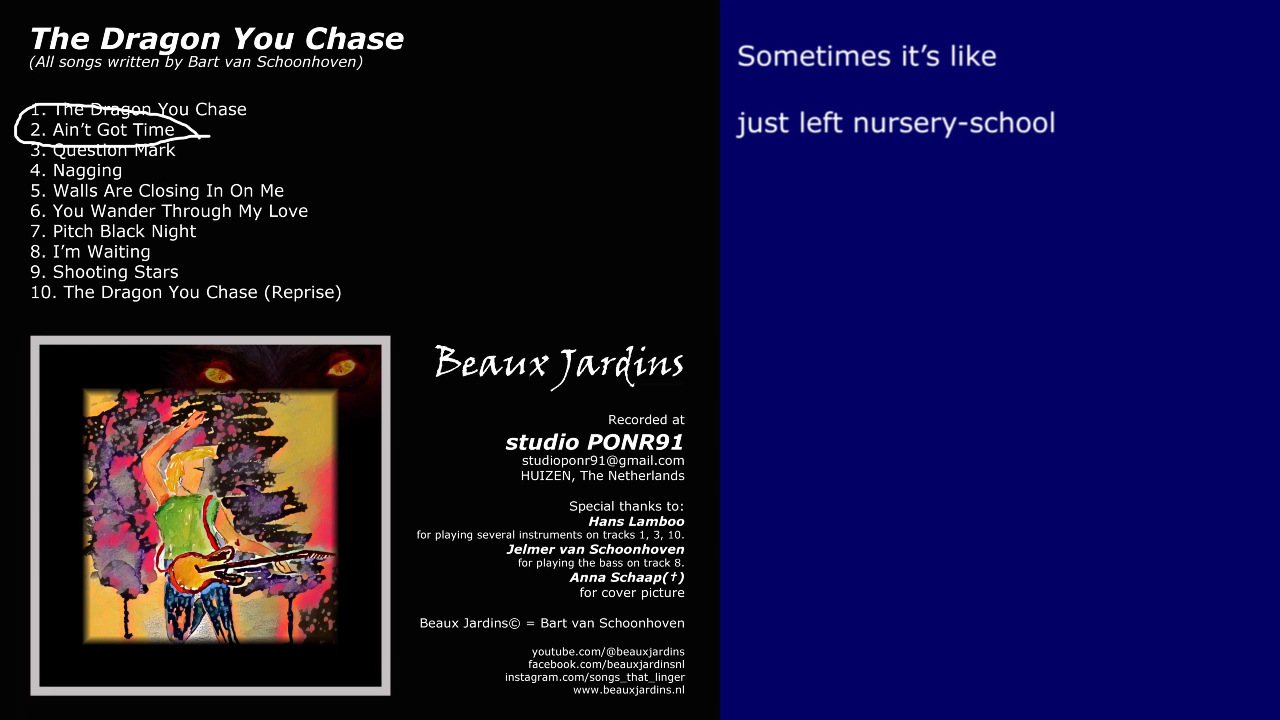 The Dragon You Chase
(All songs written by Bart van Schoonhoven)
1. The Dragon You Chase
2. Ain’t Got Time
3. Question Mark
4. Nagging
5. Walls Are Closing In On Me
6. You Wander Through My Love
7. Pitch Black Night
8. I’m Waiting
9. Shooting Stars
10. The Dragon You Chase (Reprise)
Beaux Jardins
Recorded at
studio PONR91
studioponr91@gmail.com
HUIZEN, The Netherlands
Special thanks to:
Hans Lamboo
for playing several instruments on tracks 1, 3, 10.
Jelmer van Schoonhoven
for playing the bass on track 8.
Anna Schaap(†)
for cover picture
Beaux Jardins© = Bart van Schoonhoven
youtube.com/@beauxjardins
facebook.com/beauxjardinsnl
instagram.com/songs_that_linger
www.beauxjardins.nl
Sometimes it’s like
just left nursery-school